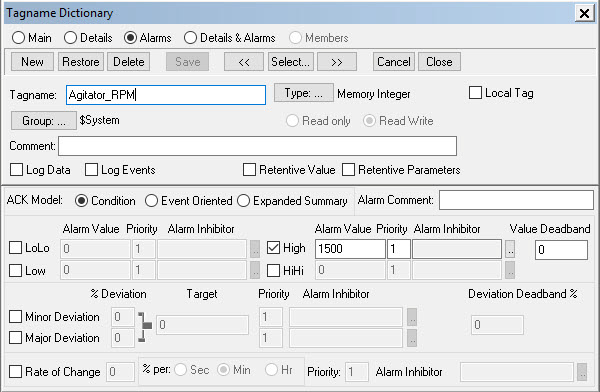 Tagname Dictionary
Main Details Alarms Details & Alarms Members
New Restore Delete Save << Select... >> Cancel Close
Tagname: Agitator_RPM Type: ... Memory Integer Local Tag
Group: ... $System Read only Read Write
Comment:
Log Data Log Events Retentive Value Retentive Parameters
ACK Model: Condition Event Oriented Expanded Summary Alarm Comment:
Alarm Value Priority Alarm Inhibitor Alarm Value Priority Alarm Inhibitor Value Deadband
LoLo 0 1 .. High 1500 1 .. 0
Low 0 1 .. HiHi 0 1 ..
% Deviation Target Priority Alarm Inhibitor Deviation Deadband %
Minor Deviation 0 0 1 .. 0
Major Deviation 0 1 ..
Rate of Change 0 % per: Sec Min Hr Priority: 1 Alarm Inhibitor ..